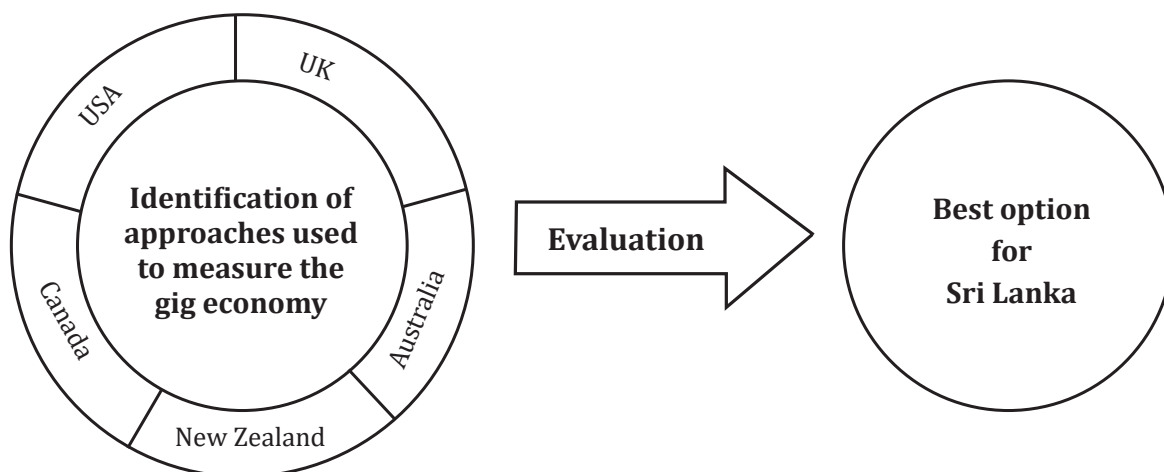 USA
UK
Identification of
approaches used
to measure the
gig economy
Canada
Australia
New Zealand
Evaluation
Best option
for
Sri Lanka